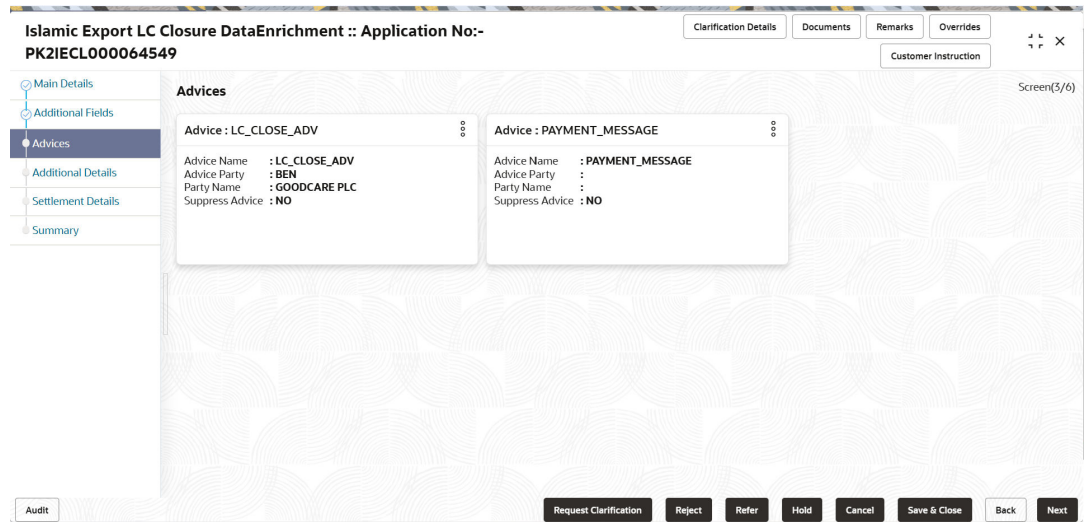 Islamic Export LC Closure DataEnrichment :: Application No:-
PK2IECL000064549
Clarification Details
Documents
Remarks
Overrides
Customer Instruction
Main Details
Additional Fields
Advices
Additional Details
Settlement Details
Summary
Advices
Screen(3/6)
Advice : LC_CLOSE_ADV
Advice Name : LC_CLOSE_ADV
Advice Party : BEN
Party Name : GOODCARE PLC
Suppress Advice : NO
Advice : PAYMENT_MESSAGE
Advice Name : PAYMENT_MESSAGE
Advice Party :
Party Name :
Suppress Advice : NO
Audit
Request Clarification
Reject
Refer
Hold
Cancel
Save & Close
Back
Next